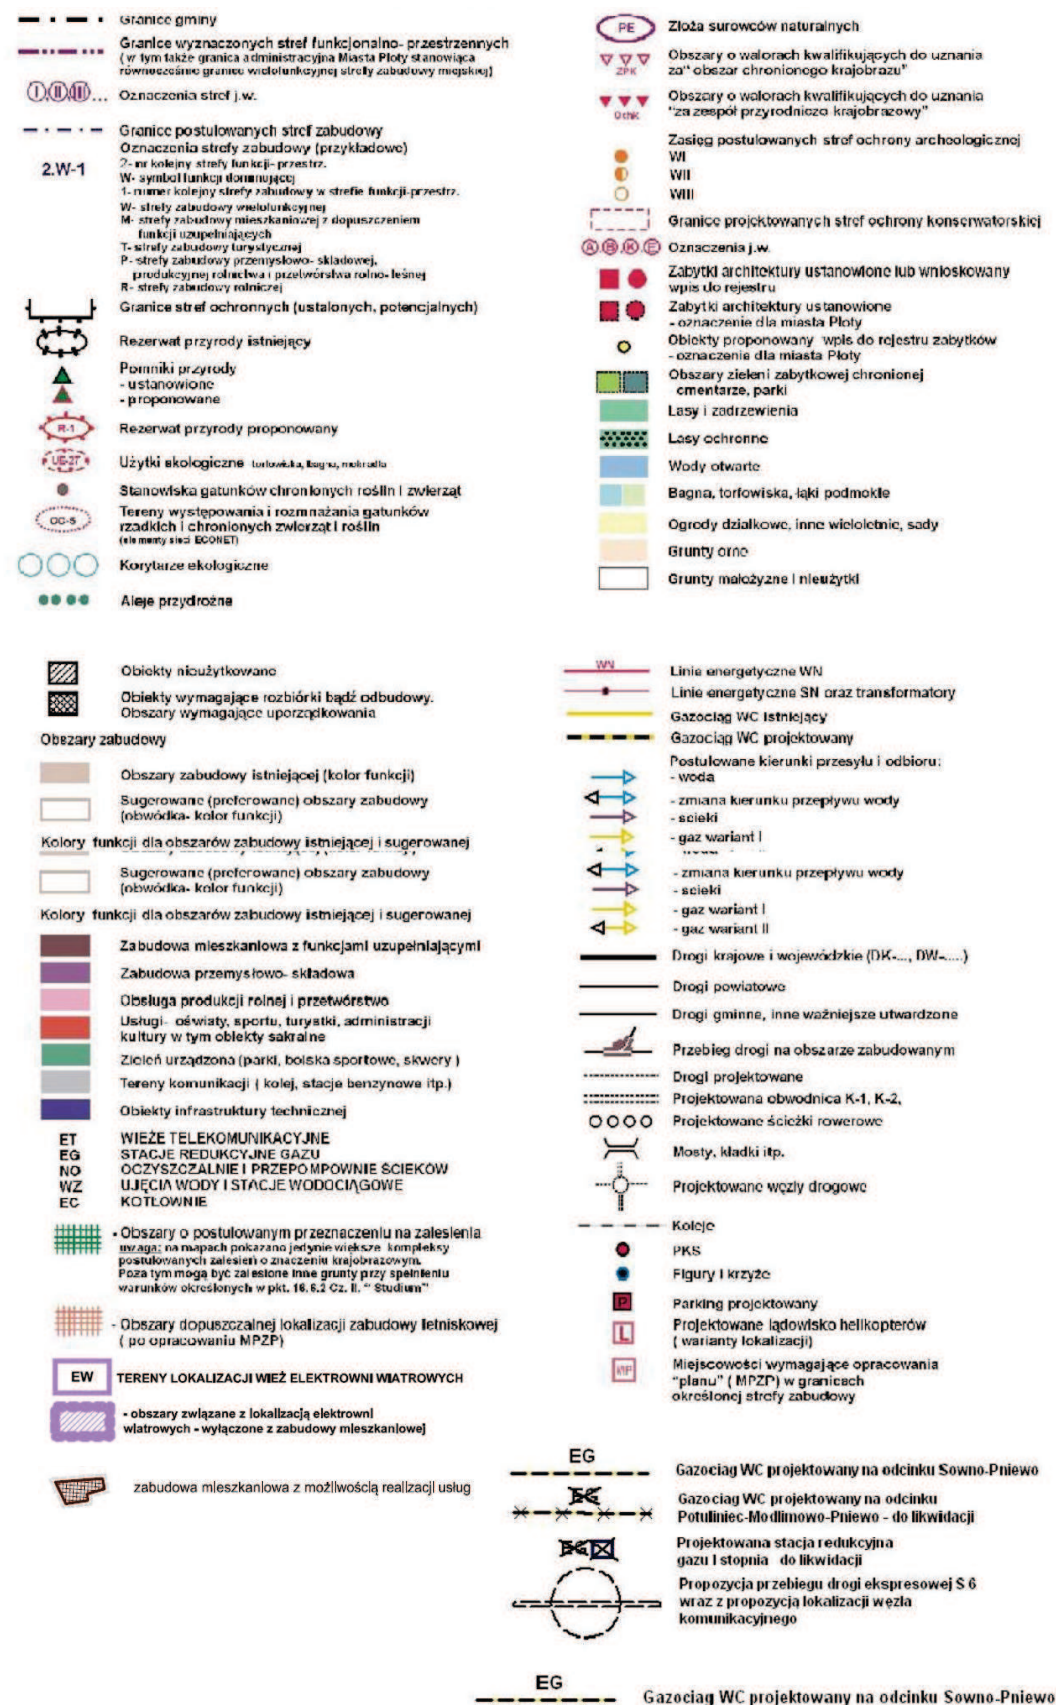 Granice gminy
Granice wyznaczonych stref funkcjonalno- przestrzennych
( w tym także granica administracyjna Miasta Płoty stanowiąca
równocześnie granicę wielofunkcyjnej strefy zabudowy miejskiej)
I, II, III ... Oznaczenia stref j.w.
Granice postulowanych stref zabudowy
Oznaczenia strefy zabudowy (przykładowe)
2.W-1
2- nr kolejny strefy funkcji- przestrz.
W- symbol funkcji dominującej
1- numer kolejny strefy zabudowy w strefie funkcji-przestrz.
W- strefy zabudowy wielofunkcyjnej
M- strefy zabudowy mieszkaniowej z dopuszczeniem
funkcji uzupełniających
T- strefy zabudowy turystycznej
P- strefy zabudowy przemysłowo- składowej,
produkcyjnej rolnictwa i przetwórstwa rolno- leśnej
R- strefy zabudowy rolniczej
Granice stref ochronnych (ustalonych, potencjalnych)
Rezerwat przyrody istniejący
Pomniki przyrody
- ustanowione
- proponowane
R-1 Rezerwat przyrody proponowany
UE-2T Użytki ekologiczne torfowiska, bagna, mokradła
Stanowiska gatunków chronionych roślin i zwierząt
OC-5 Tereny występowania i rozmnażania gatunków
rzadkich i chronionych zwierząt i roślin
(elementy sieci ECONET)
Korytarze ekologiczne
Aleje przydrożne
PE Złoża surowców naturalnych
Obszary o walorach kwalifikujących do uznania
ZPK za" obszar chronionego krajobrazu"
Obszary o walorach kwalifikujących do uznania
OchK "za zespół przyrodniczo krajobrazowy"
Zasięg postulowanych stref ochrony archeologicznej
WI
WII
WIII
Granice projektowanych stref ochrony konserwatorskiej
A B K E Oznaczenia j.w.
Zabytki architektury ustanowione lub wnioskowany
wpis do rejestru
Zabytki architektury ustanowione
- oznaczenie dla miasta Płoty
Obiekty proponowany wpis do rejestru zabytków
- oznaczenie dla miasta Płoty
Obszary zieleni zabytkowej chronionej
cmentarze, parki
Lasy i zadrzewienia
Lasy ochronne
Wody otwarte
Bagna, torfowiska, łąki podmokłe
Ogrody działkowe, inne wieloletnie, sady
Grunty orne
Grunty małożyzne i nieużytki
Obiekty nieużytkowane
Obiekty wymagające rozbiórki bądź odbudowy.
Obszary wymagające uporządkowania
Obszary zabudowy
Obszary zabudowy istniejącej (kolor funkcji)
Sugerowane (preferowane) obszary zabudowy
(obwódka- kolor funkcji)
Kolory funkcji dla obszarów zabudowy istniejącej i sugerowanej
Sugerowane (preferowane) obszary zabudowy
(obwódka- kolor funkcji)
Kolory funkcji dla obszarów zabudowy istniejącej i sugerowanej
Zabudowa mieszkaniowa z funkcjami uzupełniającymi
Zabudowa przemysłowo- składowa
Obsługa produkcji rolnej i przetwórstwo
Usługi- oświaty, sportu, turystki, administracji
kultury w tym obiekty sakralne
Zieleń urządzona (parki, boiska sportowe, skwery )
Tereny komunikacji ( kolej, stacje benzynowe itp.)
Obiekty infrastruktury technicznej
ET WIEŻE TELEKOMUNIKACYJNE
EG STACJE REDUKCYJNE GAZU
NO OCZYSZCZALNIE I PRZEPOMPOWNIE ŚCIEKÓW
WZ UJĘCIA WODY I STACJE WODOCIĄGOWE
EC KOTŁOWNIE
- Obszary o postulowanym przeznaczeniu na zalesienia
uwaga: na mapach pokazano jedynie większe kompleksy
postulowanych zalesień o znaczeniu krajobrazowym.
Poza tym mogą być zalesione inne grunty przy spełnieniu
warunków określonych w pkt. 16.6.2 Cz. II. " Studium"
- Obszary dopuszczalnej lokalizacji zabudowy letniskowej
( po opracowaniu MPZP)
EW TERENY LOKALIZACJI WIEŻ ELEKTROWNI WIATROWYCH
- obszary związane z lokalizacją elektrowni
wiatrowych - wyłączone z zabudowy mieszkaniowej
zabudowa mieszkaniowa z możliwością realizacji usług
WN Linie energetyczne WN
Linie energetyczne SN oraz transformatory
Gazociąg WC istniejący
Gazociąg WC projektowany
Postulowane kierunki przesyłu i odbioru:
- woda
- zmiana kierunku przepływu wody
- scieki
- gaz wariant I
- zmiana kierunku przepływu wody
- scieki
- gaz wariant I
- gaz wariant II
Drogi krajowe i wojewódzkie (DK-..., DW-.....)
Drogi powiatowe
Drogi gminne, inne ważniejsze utwardzone
Przebieg drogi na obszarze zabudowanym
Drogi projektowane
Projektowana obwodnica K-1, K-2,
Projektowane ścieżki rowerowe
Mosty, kładki itp.
Projektowane węzły drogowe
Koleje
PKS
Figury i krzyże
P Parking projektowany
L Projektowane lądowisko helikopterów
( warianty lokalizacji)
MP Miejscowości wymagające opracowania
"planu" ( MPZP) w granicach
określonej strefy zabudowy
EG
Gazociąg WC projektowany na odcinku Sowno-Pniewo
EG Gazociąg WC projektowany na odcinku
Potuliniec-Modlimowo-Pniewo - do likwidacji
EG Projektowana stacja redukcyjna
gazu I stopnia do likwidacji
Propozycja przebiegu drogi ekspresowej S 6
wraz z propozycją lokalizacji węzła
komunikacyjnego
EG
Gazociąg WC projektowany na odcinku Sowno-Pniewo